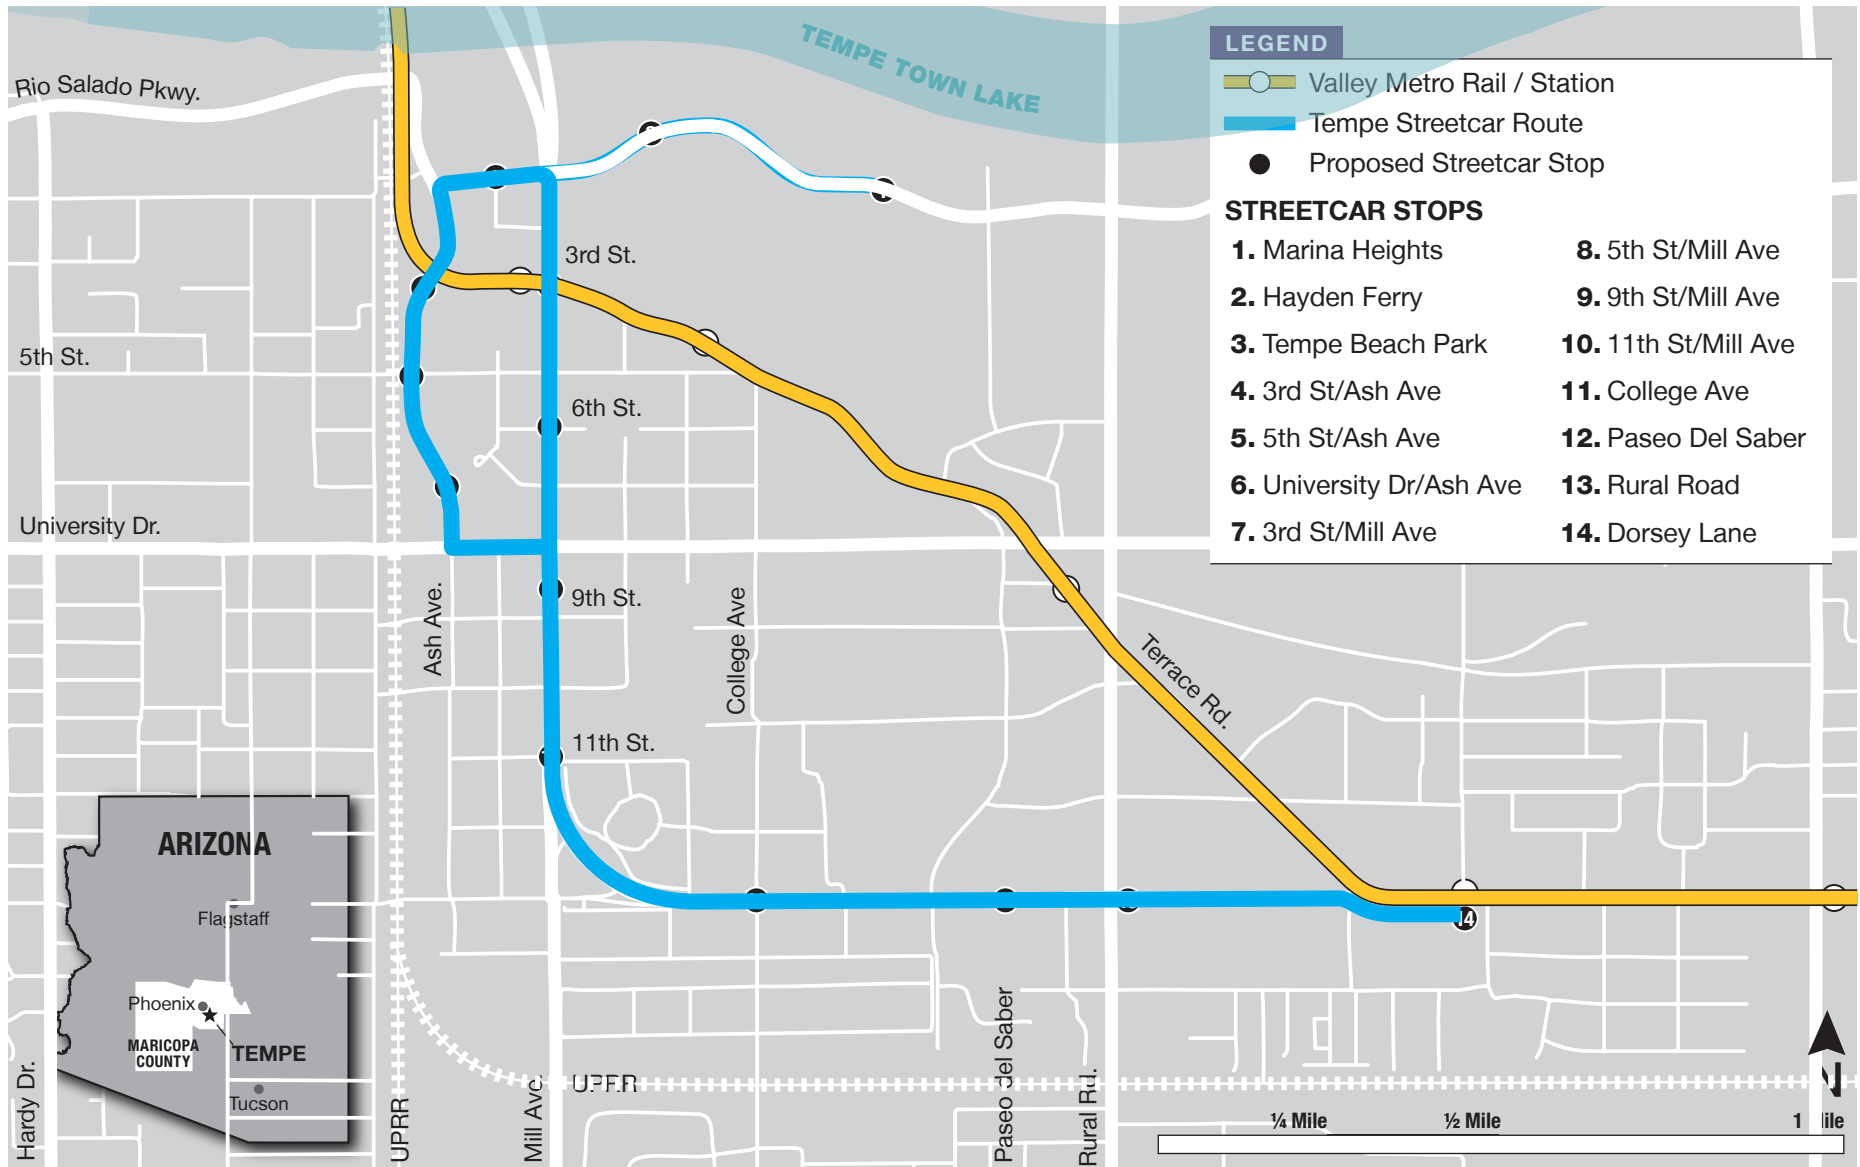 TEMPE TOWN LAKE
Rio Salado Pkwy.
3rd St.
5th St.
6th St.
University Dr.
9th St.
Ash Ave.
College Ave
11th St.
Terrace Rd.
Hardy Dr.
UPRR
Mill Ave.
UPRR
Paseo del Saber
Rural Rd.
14
LEGEND
Valley Metro Rail / Station
Tempe Streetcar Route
Proposed Streetcar Stop
STREETCAR STOPS
1. Marina Heights
2. Hayden Ferry
3. Tempe Beach Park
4. 3rd St/Ash Ave
5. 5th St/Ash Ave
6. University Dr/Ash Ave
7. 3rd St/Mill Ave
8. 5th St/Mill Ave
9. 9th St/Mill Ave
10. 11th St/Mill Ave
11. College Ave
12. Paseo Del Saber
13. Rural Road
14. Dorsey Lane
ARIZONA
Flagstaff
Phoenix
MARICOPA
COUNTY
TEMPE
Tucson
N
¼ Mile
½ Mile
1 Mile